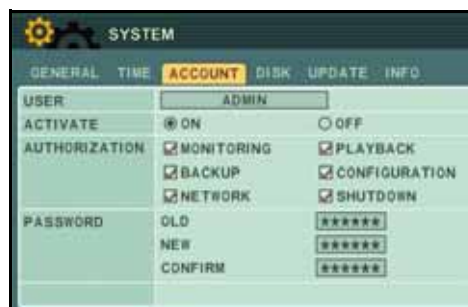 SYSTEM
GENERAL TIME ACCOUNT DISK UPDATE INFO
USER ADMIN
ACTIVATE ON OFF
AUTHORIZATION MONITORING PLAYBACK
BACKUP CONFIGURATION
NETWORK SHUTDOWN
PASSWORD OLD ******
NEW ******
CONFIRM ******